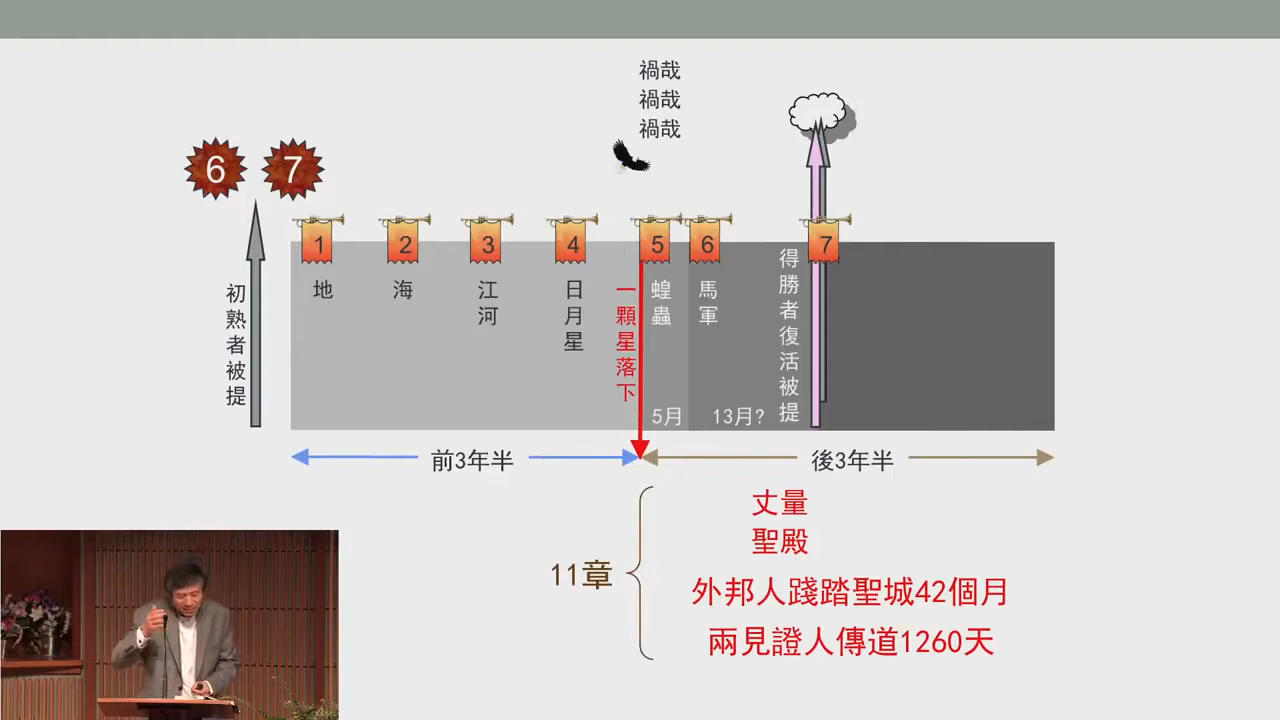 禍哉
禍哉
禍哉
6
7
1
2
3
4
5
6
7
初熟者被提
地
海
江河
日月星
一顆星落下
蝗蟲
馬軍
得勝者復活被提
5月
13月?
前3年半
後3年半
11章
丈量
聖殿
外邦人踐踏聖城42個月
兩見證人傳道1260天